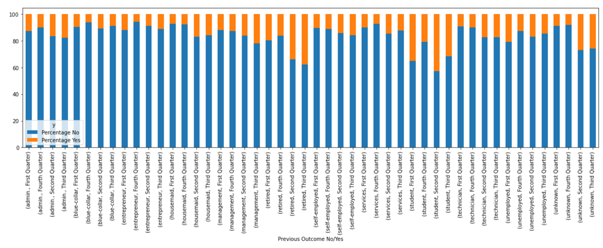 100
80
60
40
20
0
y
Percentage No
Percentage Yes
(admin., First Quarter)
(admin., Fourth Quarter)
(admin., Second Quarter)
(admin., Third Quarter)
(blue-collar, First Quarter)
(blue-collar, Fourth Quarter)
(blue-collar, Second Quarter)
(blue-collar, Third Quarter)
(entrepreneur, First Quarter)
(entrepreneur, Fourth Quarter)
(entrepreneur, Second Quarter)
(entrepreneur, Third Quarter)
(housemaid, First Quarter)
(housemaid, Fourth Quarter)
(housemaid, Second Quarter)
(housemaid, Third Quarter)
(management, First Quarter)
(management, Fourth Quarter)
(management, Second Quarter)
(management, Third Quarter)
(retired, First Quarter)
(retired, Fourth Quarter)
(retired, Second Quarter)
(retired, Third Quarter)
(self-employed, First Quarter)
(self-employed, Fourth Quarter)
(self-employed, Second Quarter)
(self-employed, Third Quarter)
(services, First Quarter)
(services, Fourth Quarter)
(services, Second Quarter)
(services, Third Quarter)
(student, First Quarter)
(student, Fourth Quarter)
(student, Second Quarter)
(student, Third Quarter)
(technician, First Quarter)
(technician, Fourth Quarter)
(technician, Second Quarter)
(technician, Third Quarter)
(unemployed, First Quarter)
(unemployed, Fourth Quarter)
(unemployed, Second Quarter)
(unemployed, Third Quarter)
(unknown, First Quarter)
(unknown, Fourth Quarter)
(unknown, Second Quarter)
(unknown, Third Quarter)
Previous Outcome No/Yes